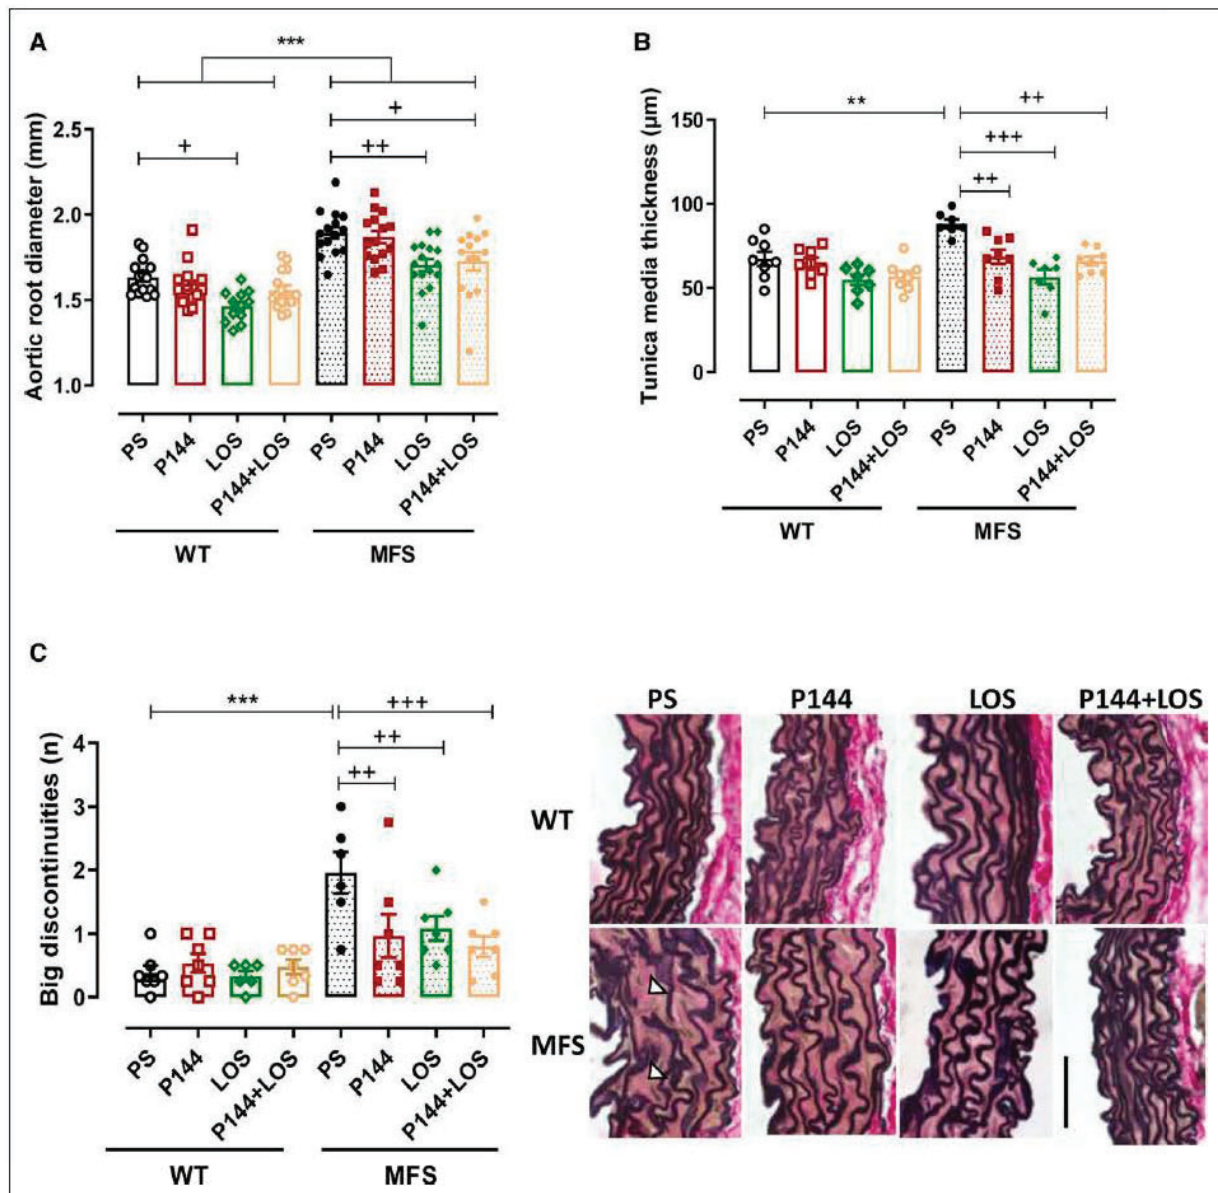 A
***
+
+
++
Aortic root diameter (mm)
2.5
2.0
1.5
1.0
PS
P144
LOS
P144+LOS
PS
P144
LOS
P144+LOS
WT
MFS
B
**
++
+++
++
Tunica media thickness (μm)
150
100
50
0
PS
P144
LOS
P144+LOS
PS
P144
LOS
P144+LOS
WT
MFS
C
***
+++
++
++
Big discontinuities (n)
4
3
2
1
0
PS
P144
LOS
P144+LOS
PS
P144
LOS
P144+LOS
WT
MFS
PS P144 LOS P144+LOS
WT
MFS